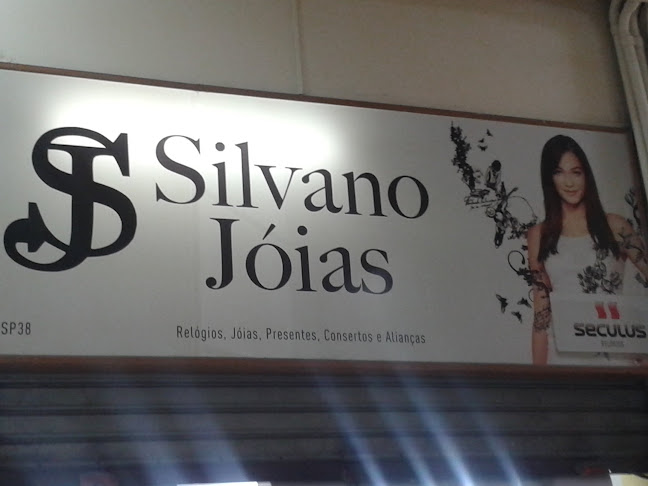 SJ
Silvano
Jóias
SP38
Relógios, Jóias, Presentes, Consertos e Alianças
seculus